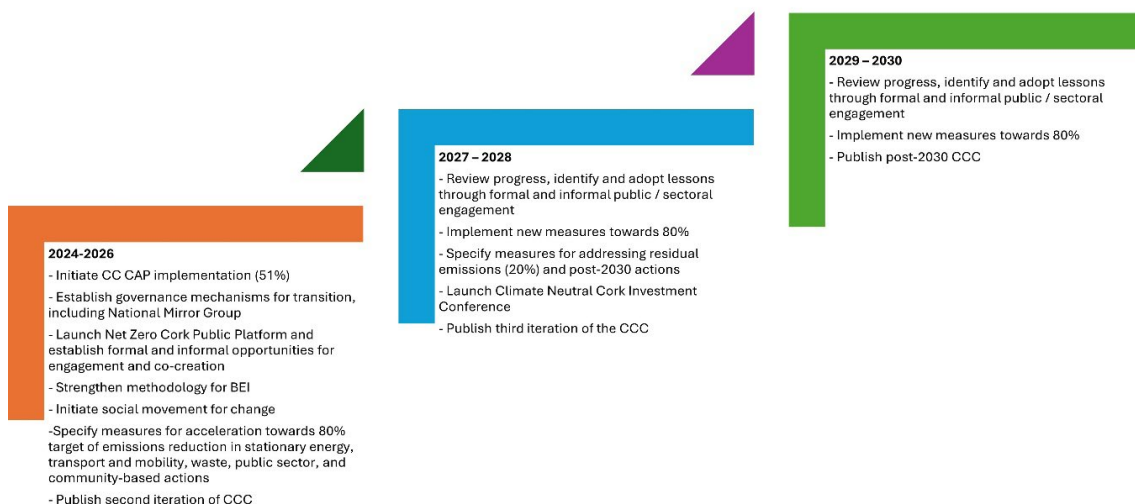 2024-2026
- Initiate CC CAP implementation (51%)
- Establish governance mechanisms for transition,
including National Mirror Group
- Launch Net Zero Cork Public Platform and
establish formal and informal opportunities for
engagement and co-creation
- Strengthen methodology for BEI
- Initiate social movement for change
-Specify measures for acceleration towards 80%
target of emissions reduction in stationary energy,
transport and mobility, waste, public sector, and
community-based actions
- Publish second iteration of CCC
2027 – 2028
- Review progress, identify and adopt lessons
through formal and informal public / sectoral
engagement
- Implement new measures towards 80%
- Specify measures for addressing residual
emissions (20%) and post-2030 actions
- Launch Climate Neutral Cork Investment
Conference
- Publish third iteration of the CCC
2029 – 2030
- Review progress, identify and adopt lessons
through formal and informal public / sectoral
engagement
- Implement new measures towards 80%
- Publish post-2030 CCC